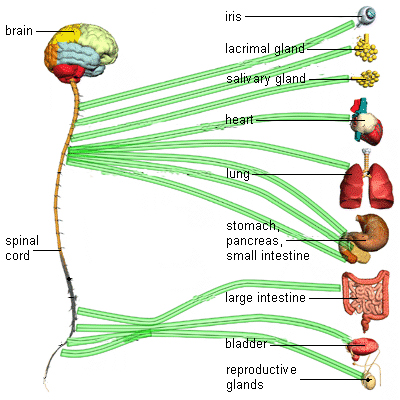 brain
iris
lacrimal gland
salivary gland
heart
lung
stomach,
pancreas,
small intestine
spinal
cord
large intestine
bladder
reproductive
glands